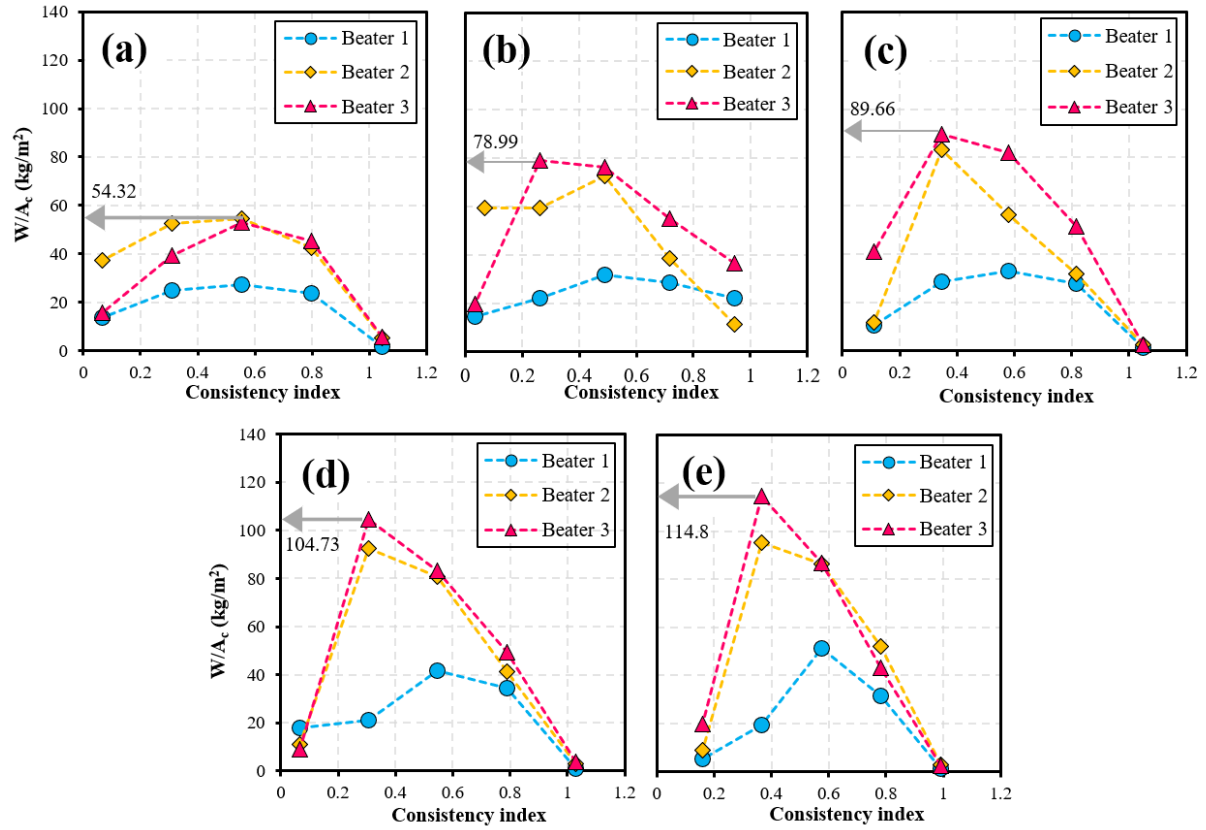 140
120
100
80
60
40
20
0
W/Ac (kg/m²)
(a)
Beater 1
Beater 2
Beater 3
54.32
0 0.2 0.4 0.6 0.8 1 1.2
Consistency index
(b)
Beater 1
Beater 2
Beater 3
78.99
0 0.2 0.4 0.6 0.8 1 1.2
Consistency index
(c)
Beater 1
Beater 2
Beater 3
89.66
0 0.2 0.4 0.6 0.8 1 1.2
Consistency index
140
120
100
80
60
40
20
0
W/Ac (kg/m²)
(d)
Beater 1
Beater 2
Beater 3
104.73
0 0.2 0.4 0.6 0.8 1 1.2
Consistency index
(e)
Beater 1
Beater 2
Beater 3
114.8
0 0.2 0.4 0.6 0.8 1 1.2
Consistency index